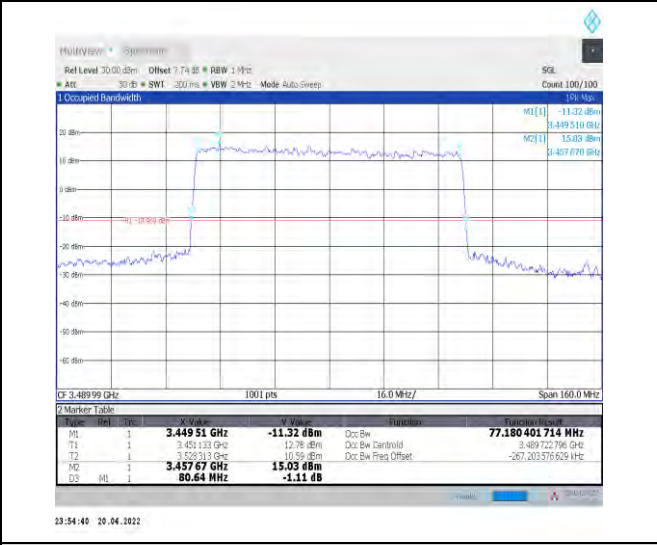 MultiView Spectrum
Ref Level 30.00 dBm Offset 7.74 dB RBW 1 MHz SGL
Att 30 dB SWT 200 ms VBW 2 MHz Mode Auto Sweep Count 100/100
1 Occupied Bandwidth 1Pk Max
M1[1] -11.32 dBm
3.449510 GHz
20 dBm M2[1] 15.03 dBm
3.457670 GHz
10 dBm
0 dBm
-10 dBm
-20 dBm
-30 dBm
-40 dBm
-50 dBm
-60 dBm
CF 3.48999 GHz 1001 pts 16.0 MHz/ Span 160.0 MHz
2 Marker Table
Type Ref Trc X-Value Y-Value Function Function Result
M1 1 3.449 51 GHz -11.32 dBm Occ Bw 77.180 401 714 MHz
T1 1 3.451133 GHz 12.78 dBm Occ Bw Centroid 3.489722796 GHz
T2 1 3.528313 GHz 10.59 dBm Occ Bw Freq Offset -267.203576629 kHz
M2 1 3.457 67 GHz 15.03 dBm
D3 M1 1 80.64 MHz -1.11 dB
23:54:40 20.04.2022